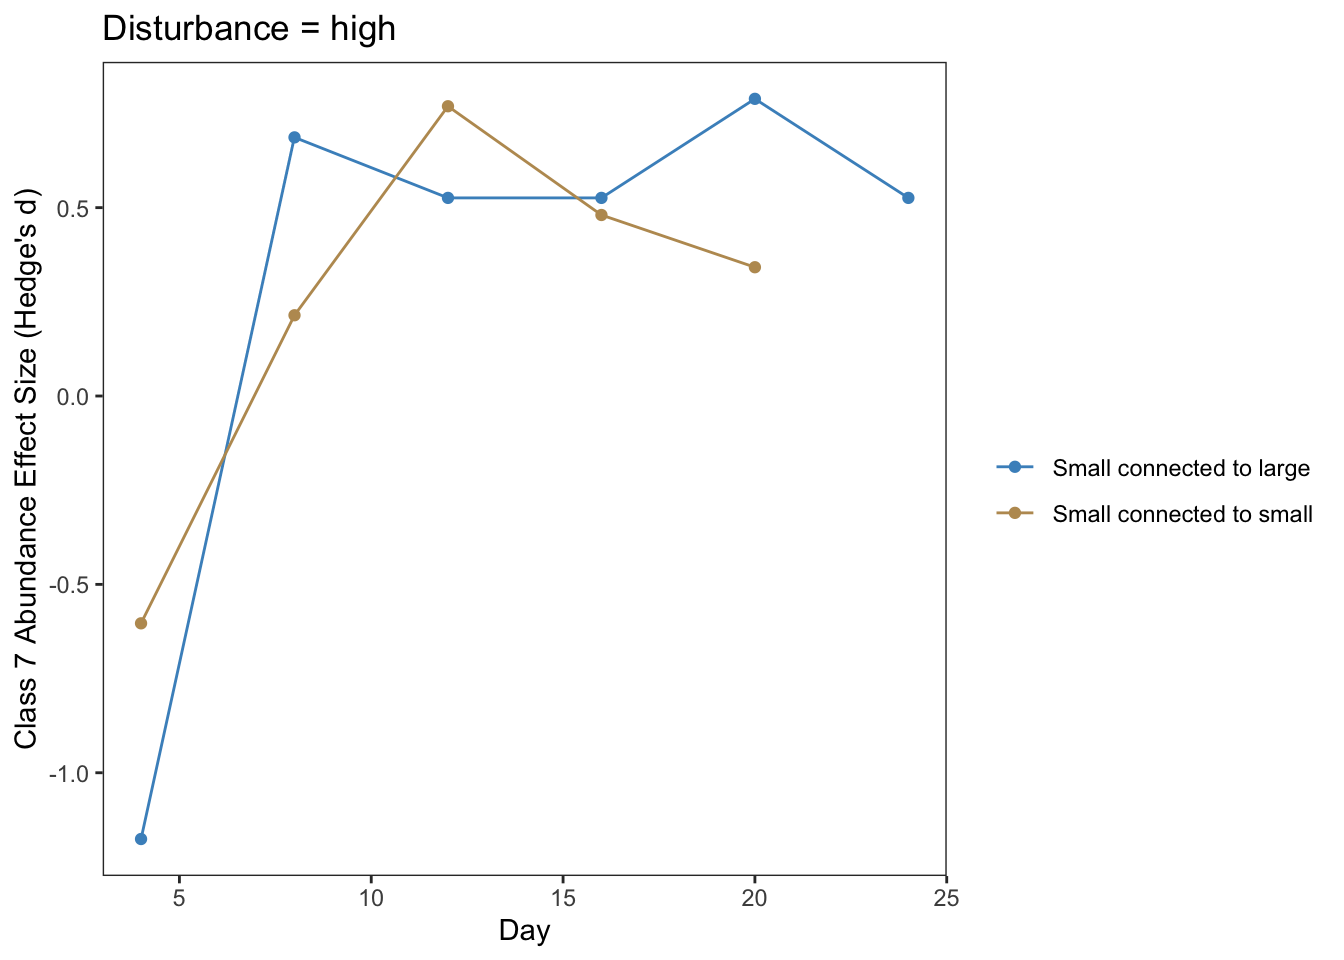 Disturbance = high
Class 7 Abundance Effect Size (Hedge's d)
0.5
0.0
-0.5
-1.0
5 10 15 20 25
Day
Small connected to large
Small connected to small